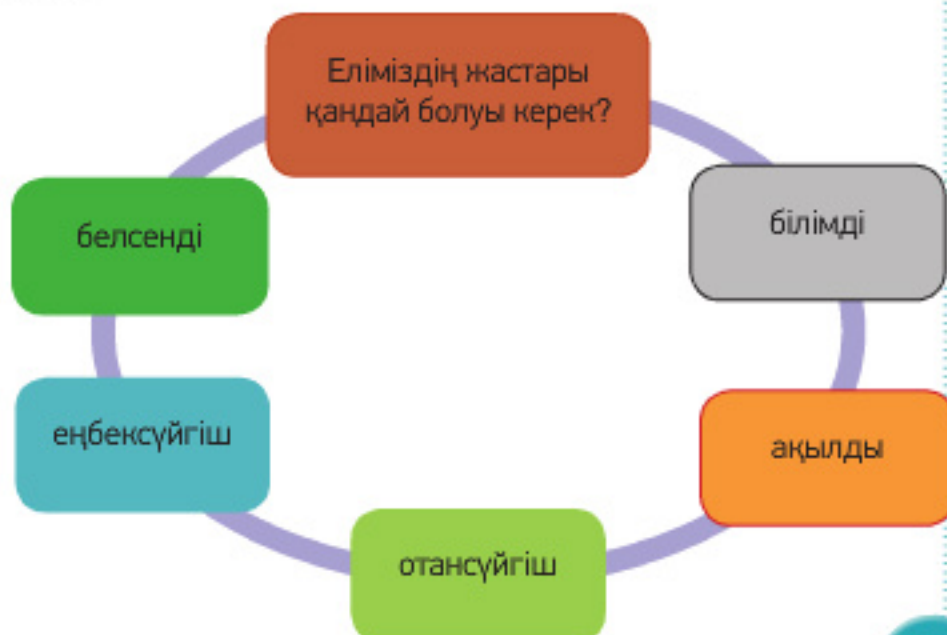 Еліміздің жастары
қандай болуы керек?
белсенді
білімді
еңбексүйгіш
ақылды
отансүйгіш